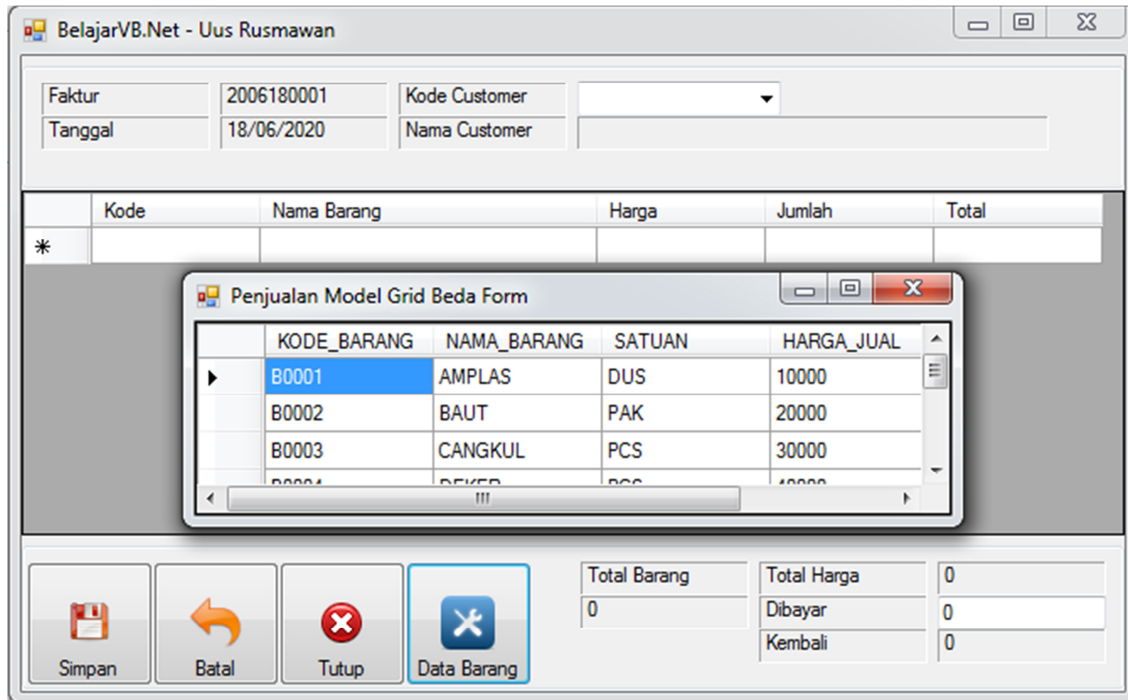 BelajarVB.Net - Uus Rusmawan
Faktur 2006180001 Kode Customer
Tanggal 18/06/2020 Nama Customer
Kode Nama Barang Harga Jumlah Total
Penjualan Model Grid Beda Form
KODE_BARANG NAMA_BARANG SATUAN HARGA_JUAL
B0001 AMPLAS DUS 10000
B0002 BAUT PAK 20000
B0003 CANGKUL PCS 30000
Total Barang Total Harga 0
0 Dibayar 0
Kembali 0
Simpan Batal Tutup Data Barang